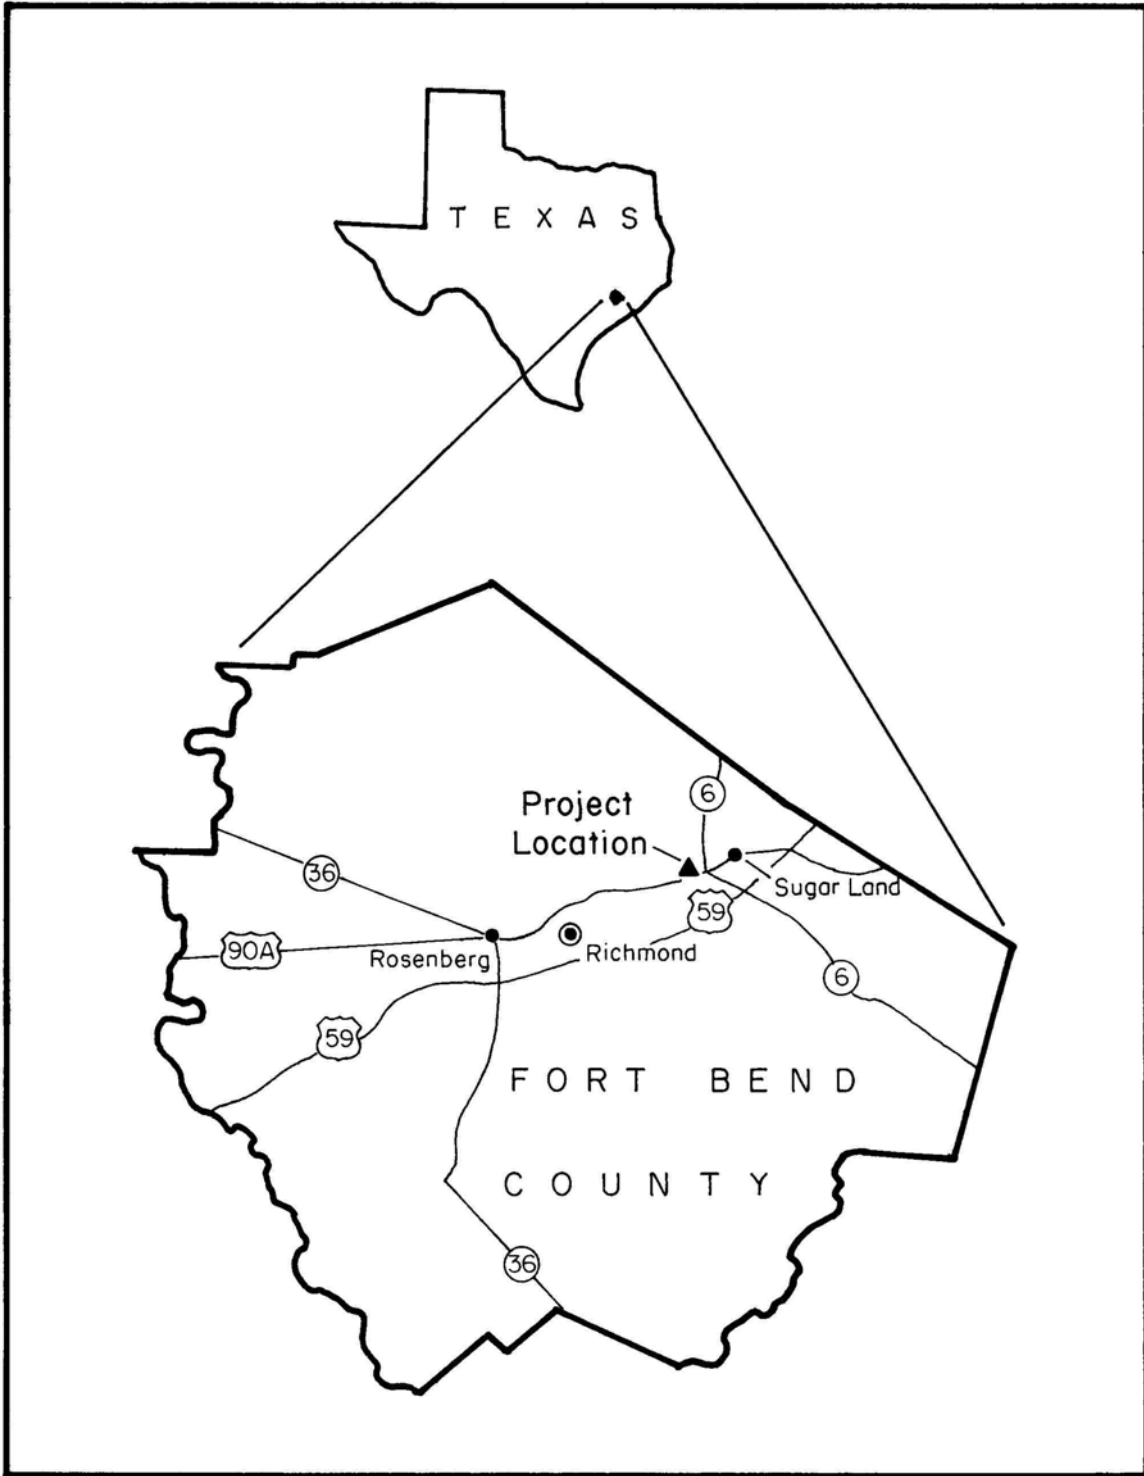 TEXAS
6
Project
Location
Sugar Land
36
59
90A
Rosenberg
Richmond
6
59
FORT BEND
COUNTY
36